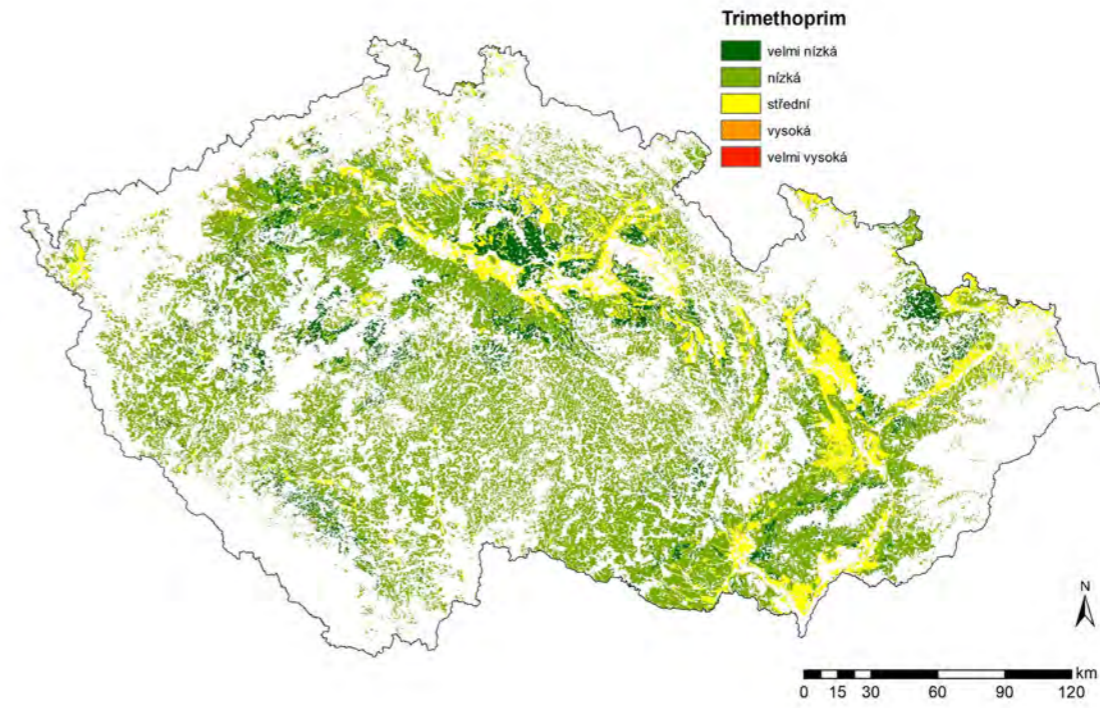 Trimethoprim
velmi nízká
nízká
střední
vysoká
velmi vysoká
N
km
0 15 30 60 90 120